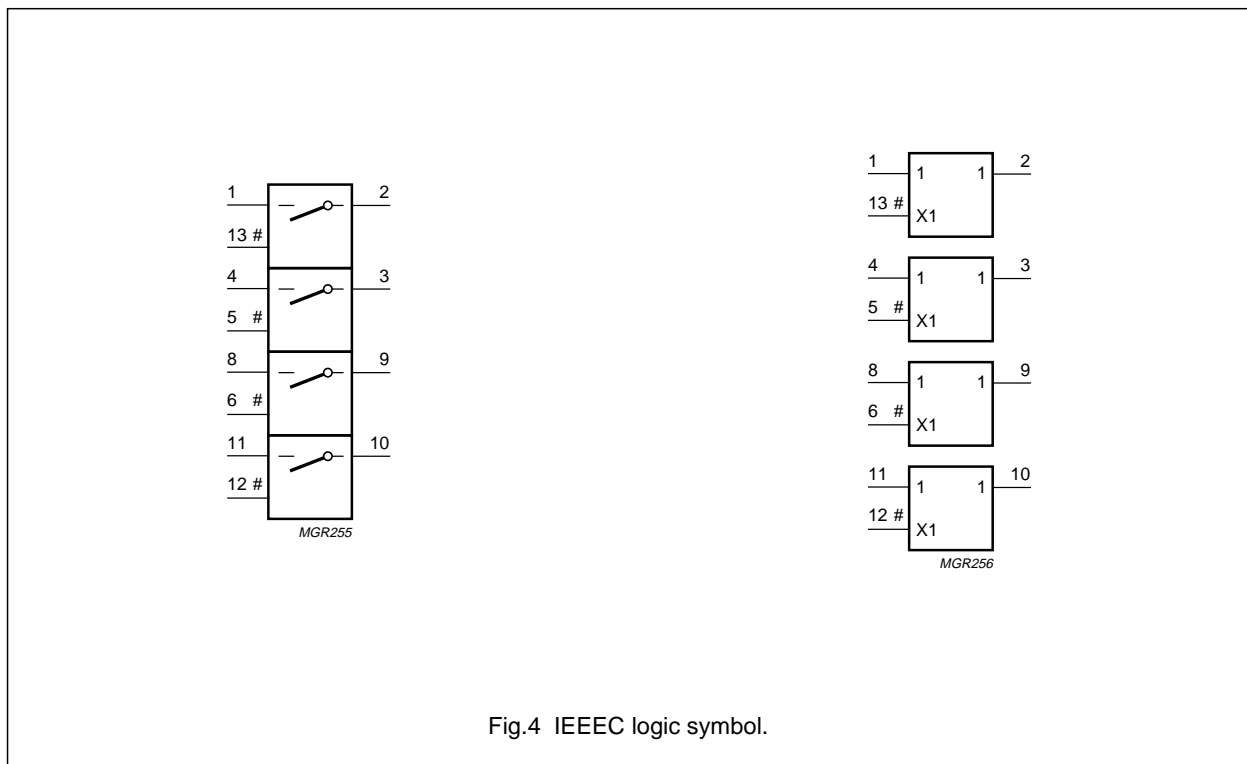 1 2
13 #
4 3
5 #
8 9
6 #
11 10
12 #
MGR255
1 1 1 2
13 # X1
4 1 1 3
5 # X1
8 1 1 9
6 # X1
11 1 1 10
12 # X1
MGR256
Fig.4 IEEEC logic symbol.